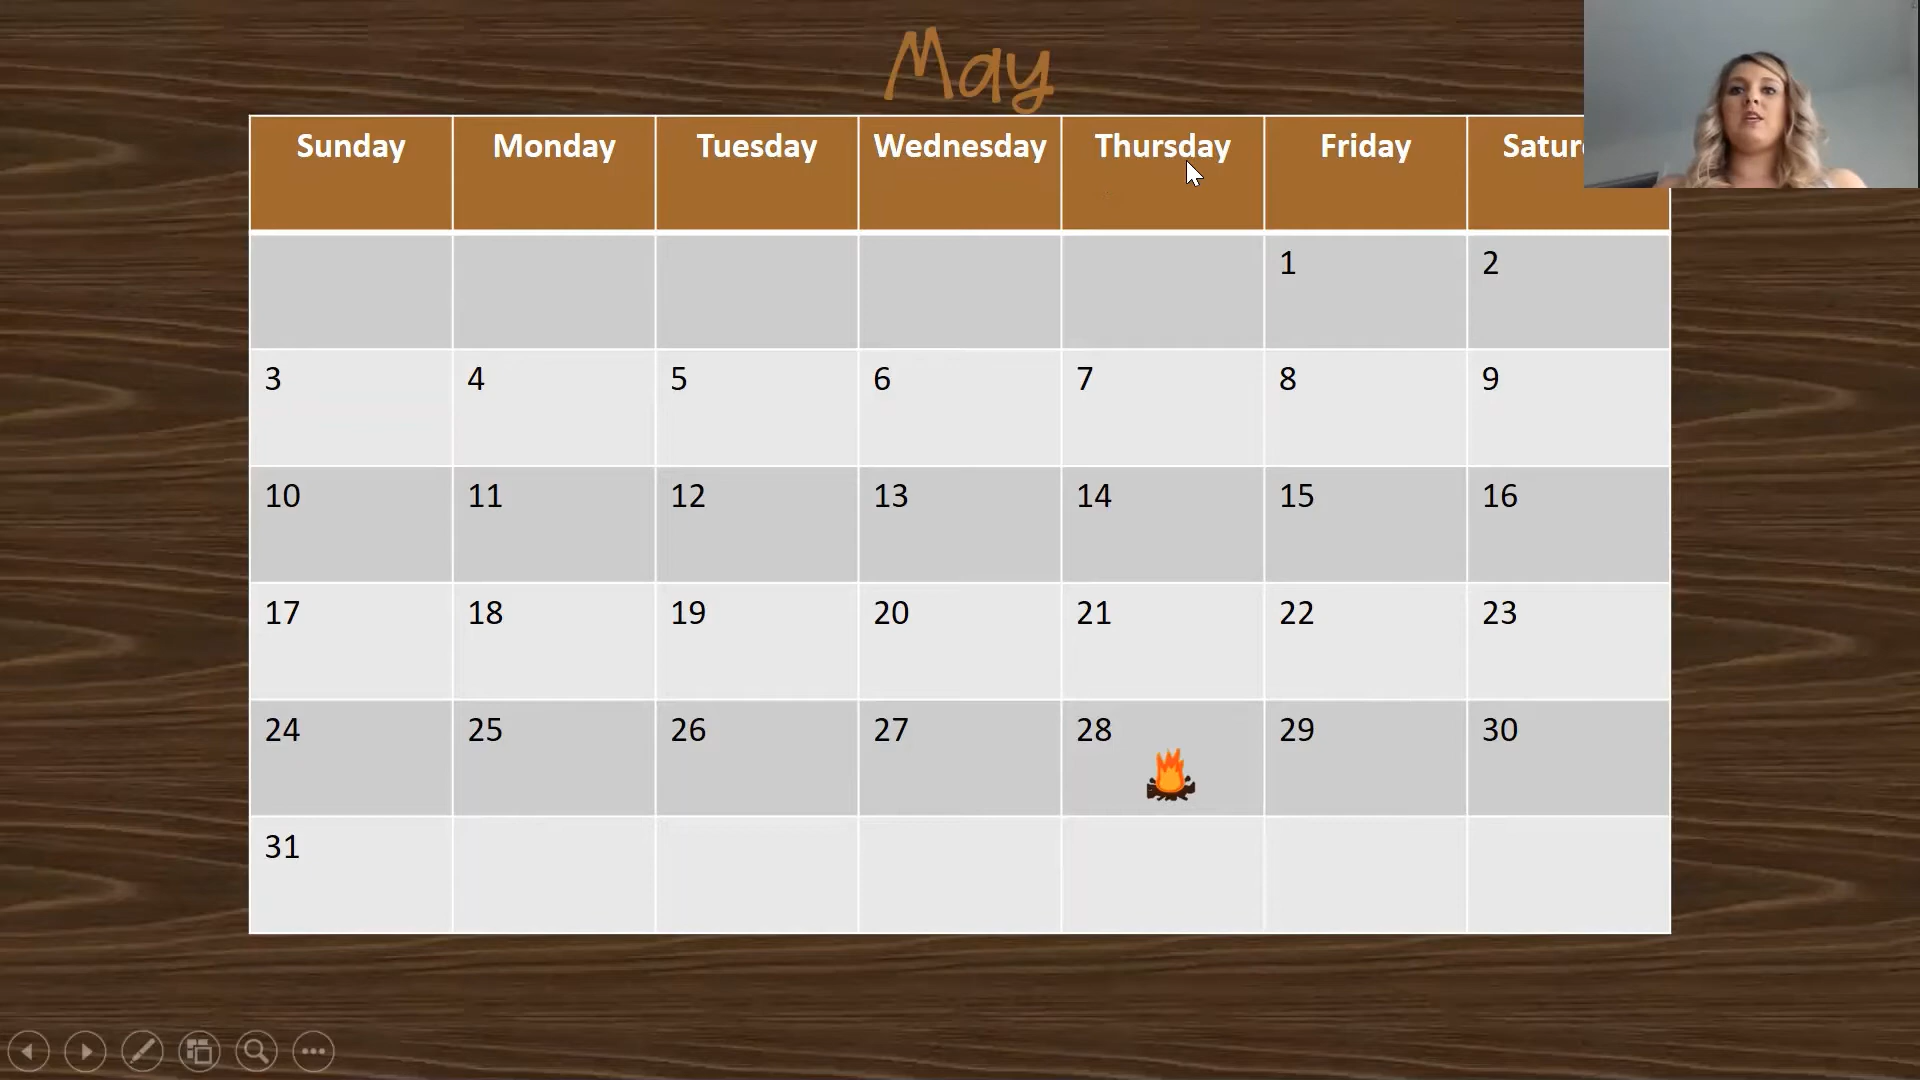 May
Sunday Monday Tuesday Wednesday Thursday Friday
1 2
3 4 5 6 7 8 9
10 11 12 13 14 15 16
17 18 19 20 21 22 23
24 25 26 27 28 29 30
31